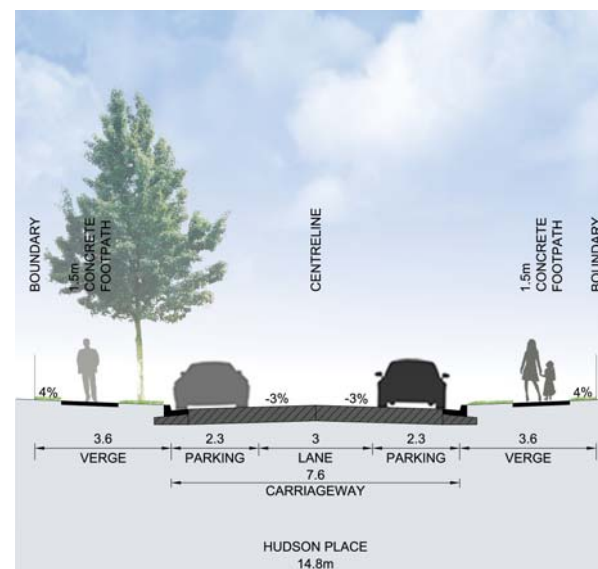 BOUNDARY
1.5m
CONCRETE
FOOTPATH
CENTRELINE
1.5m
CONCRETE
FOOTPATH
BOUNDARY
4%
-3%
-3%
4%
3.6
2.3
3
2.3
3.6
VERGE
PARKING
LANE
PARKING
VERGE
7.6
CARRIAGEWAY
HUDSON PLACE
14.8m